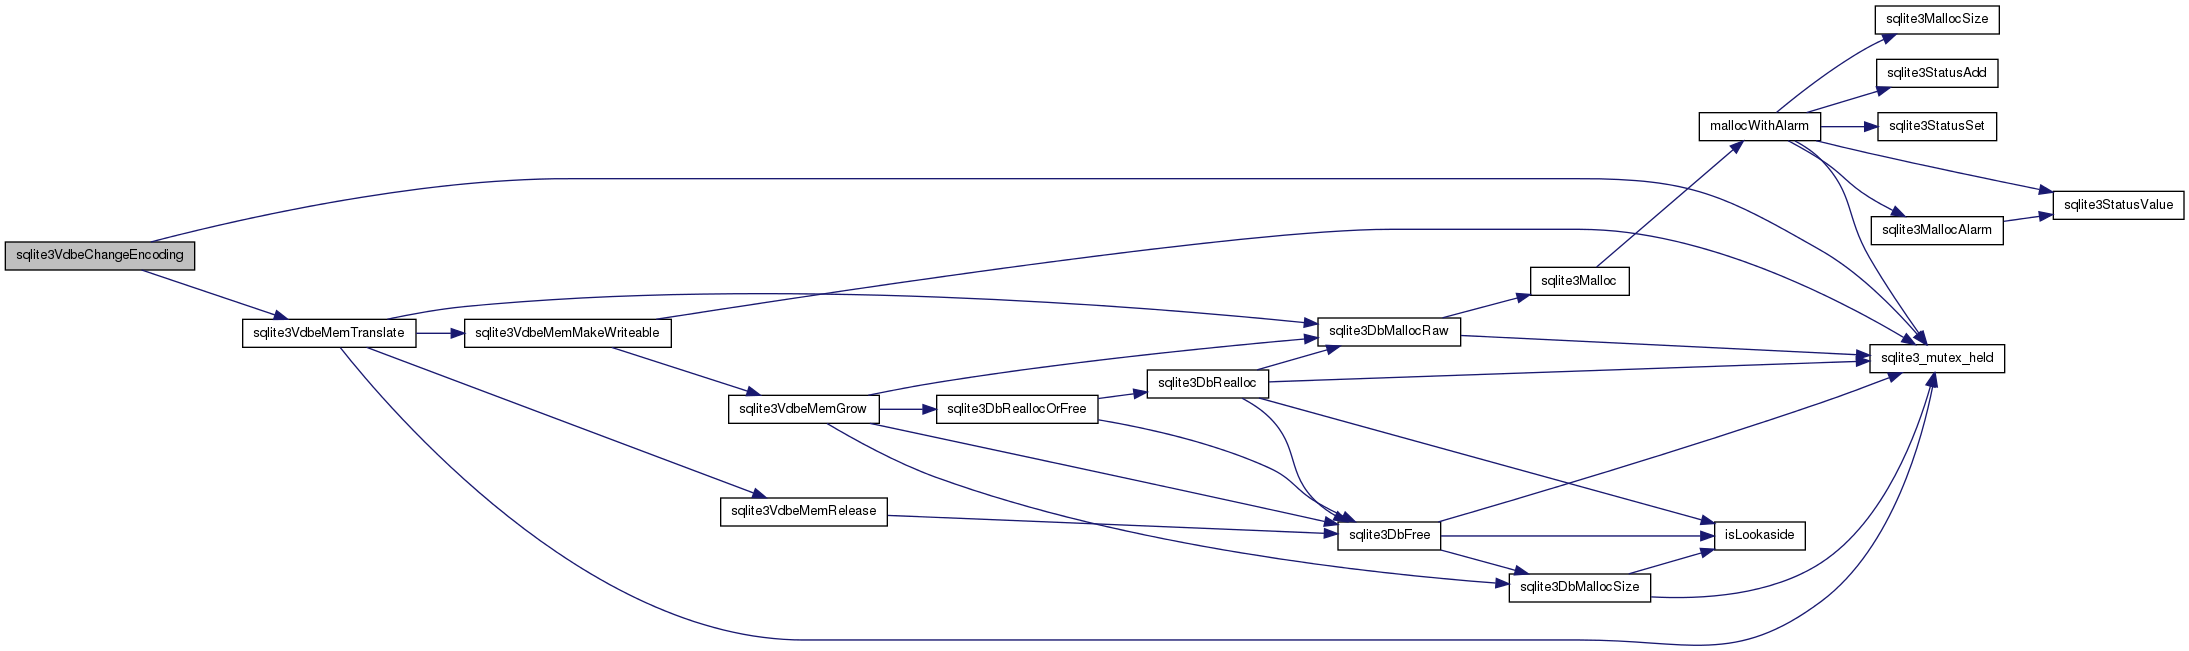 sqlite3MallocSize
sqlite3StatusAdd
mallocWithAlarm
sqlite3StatusSet
sqlite3StatusValue
sqlite3MallocAlarm
sqlite3VdbeChangeEncoding
sqlite3Malloc
sqlite3VdbeMemTranslate
sqlite3VdbeMemMakeWriteable
sqlite3DbMallocRaw
sqlite3_mutex_held
sqlite3DbRealloc
sqlite3VdbeMemGrow
sqlite3DbReallocOrFree
sqlite3VdbeMemRelease
sqlite3DbFree
isLookaside
sqlite3DbMallocSize